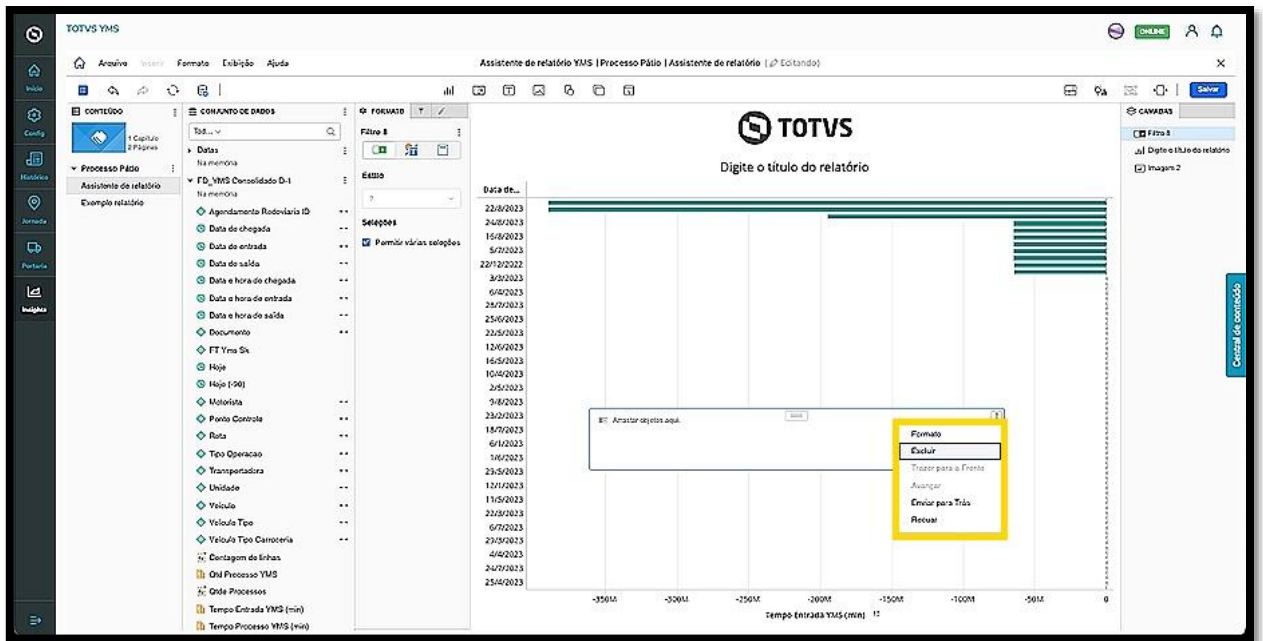 TOTVS YMS
ONLINE
Início
Config
Histórico
Jornada
Portaria
Insights
Arquivo Inserir Formato Exibição Ajuda
Assistente de relatório YMS | Processo Pátio | Assistente de relatório (Editando)
Salvar
CONTEÚDO
1 Capítulo
2 Páginas
Processo Pátio
Assistente de relatório
Exemplo relatório
CONJUNTO DE DADOS
Tod...
Datas
Na memória
FD_YMS Consolidado D-1
Na memória
Agendamento Rodoviaria ID
Data de chegada
Data de entrada
Data de saída
Data e hora de chegada
Data e hora de entrada
Data e hora de saída
Documento
FT Yms Sk
Hoje
Hoje (-90)
Motorista
Ponto Controle
Rota
Tipo Operacao
Transportadora
Unidade
Veiculo
Veiculo Tipo
Veiculo Tipo Carroceria
Contagem de linhas
Qtd Processo YMS
Qtde Processos
Tempo Entrada YMS (min)
Tempo Processo YMS (min)
FORMATO
Filtro 8
Estilo
Seleções
Permitir várias seleções
TOTVS
Digite o título do relatório
Data de...
22/8/2023
24/8/2023
16/8/2023
5/7/2023
22/12/2022
3/3/2023
6/4/2023
25/6/2023
22/5/2023
12/6/2023
16/5/2023
10/4/2023
2/5/2023
9/8/2023
23/2/2023
18/7/2023
6/1/2023
1/6/2023
12/1/2023
11/5/2023
22/3/2023
6/7/2023
4/4/2023
24/7/2023
25/4/2023
-350M -300M -250M -200M -150M -100M -50M 0
Tempo Entrada YMS (min)
Arrastar objetos aqui.
Formato
Excluir
Trazer para a Frente
Avançar
Enviar para Trás
Recuar
CAMADAS
Filtro 8
Digite o título do relatório
Imagem 2
Central de conteúdo